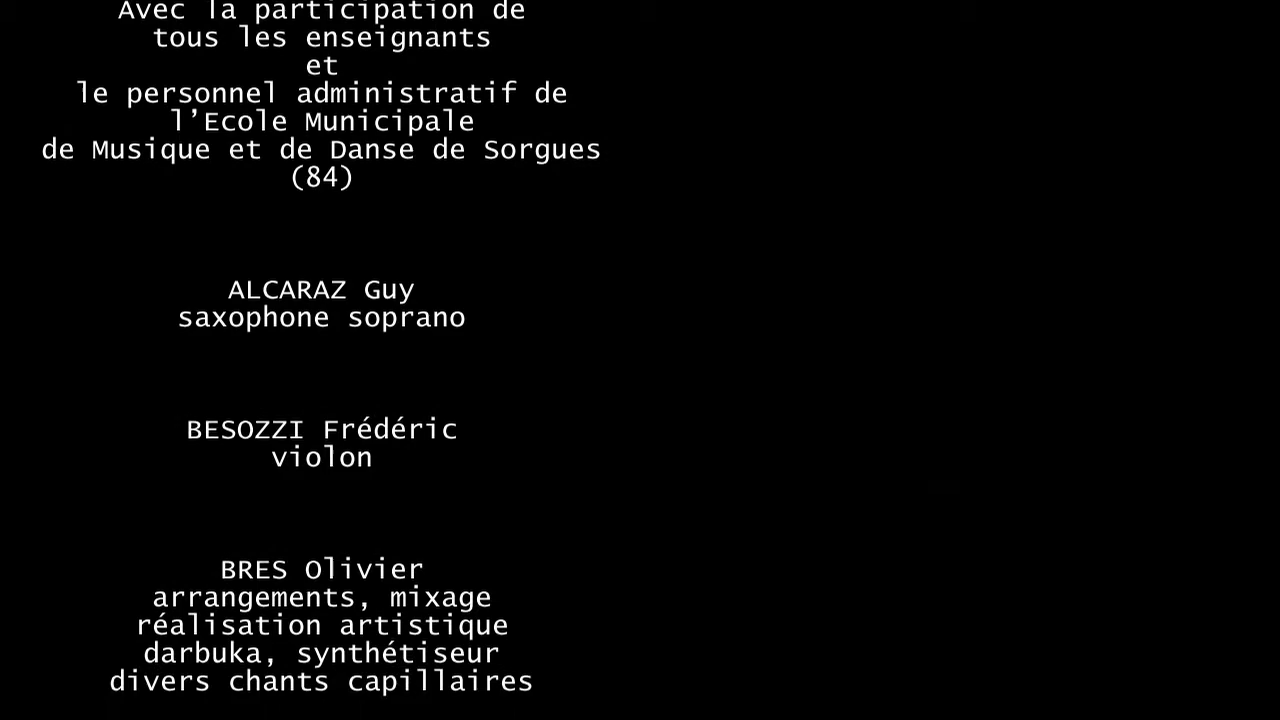 Avec la participation de
tous les enseignants
et
le personnel administratif de
l’Ecole Municipale
de Musique et de Danse de Sorgues
(84)
ALCARAZ Guy
saxophone soprano
BESOZZI Frédéric
violon
BRES Olivier
arrangements, mixage
réalisation artistique
darbuka, synthétiseur
divers chants capillaires